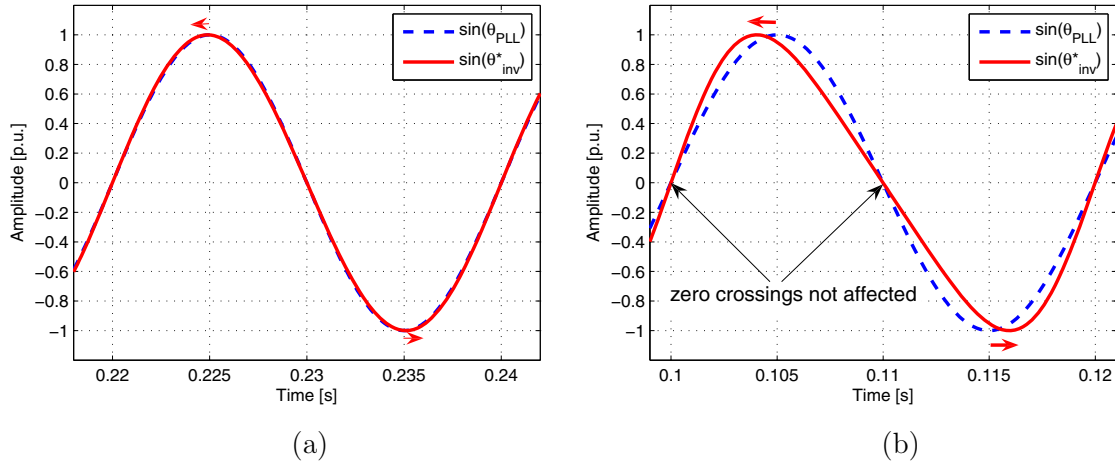 sin(θPLL)
sin(θ*inv)
1
0.8
0.6
0.4
0.2
0
−0.2
−0.4
−0.6
−0.8
−1
Amplitude [p.u.]
0.22 0.225 0.23 0.235 0.24
Time [s]
(a)
sin(θPLL)
sin(θ*inv)
1
0.8
0.6
0.4
0.2
0
−0.2
−0.4
−0.6
−0.8
−1
Amplitude [p.u.]
zero crossings not affected
0.1 0.105 0.11 0.115 0.12
Time [s]
(b)